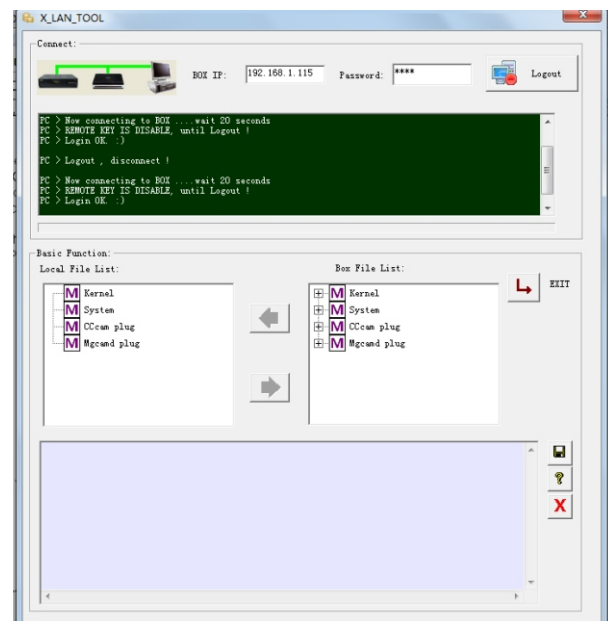 X_LAN_TOOL
Connect:
BOX IP: 192.168.1.115 Password: **** Logout
PC > Now connecting to BOX ....wait 20 seconds
PC > REMOTE KEY IS DISABLE, until Logout !
PC > Login OK. :)
PC > Logout , disconnect !
PC > Now connecting to BOX ....wait 20 seconds
PC > REMOTE KEY IS DISABLE, until Logout !
PC > Login OK. :)
Basic Function:
Local File List:
M Kernel
M System
M CCcam plug
M Mgcamd plug
Box File List:
M Kernel
M System
M CCcam plug
M Mgcamd plug
EXIT